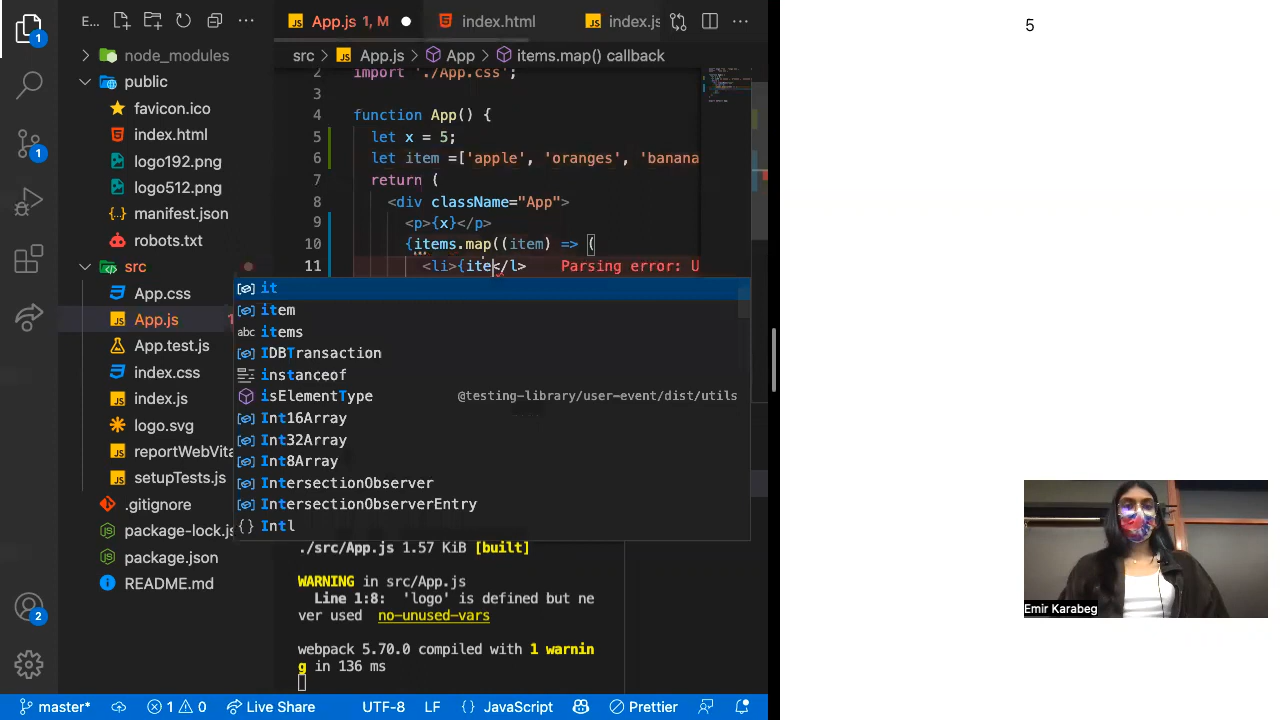 E...
App.js 1, M
index.html
index.js
node_modules
public
favicon.ico
index.html
logo192.png
logo512.png
manifest.json
robots.txt
src
App.css
App.js
1
App.test.js
index.css
index.js
logo.svg
reportWebVita
setupTests.js
.gitignore
package-lock.js
package.json
README.md
1
1
2
src
App.js
App
items.map() callback
2 import './App.css';
3
4 function App() {
5 let x = 5;
6 let item =['apple', 'oranges', 'banana
7 return (
8 <div className="App">
9 <p>{x}</p>
10 {items.map((item) => (
11 <li>{ite</l> Parsing error: U
it
item
abc items
IDBTransaction
instanceof
isElementType @testing-library/user-event/dist/utils
Int16Array
Int32Array
Int8Array
IntersectionObserver
IntersectionObserverEntry
{} Intl
./src/App.js 1.57 KiB [built]
WARNING in src/App.js
Line 1:8: 'logo' is defined but ne
ver used no-unused-vars
webpack 5.70.0 compiled with 1 warnin
g in 136 ms
master*
1
0
Live Share
UTF-8
LF
{} JavaScript
Prettier
5
Emir Karabeg